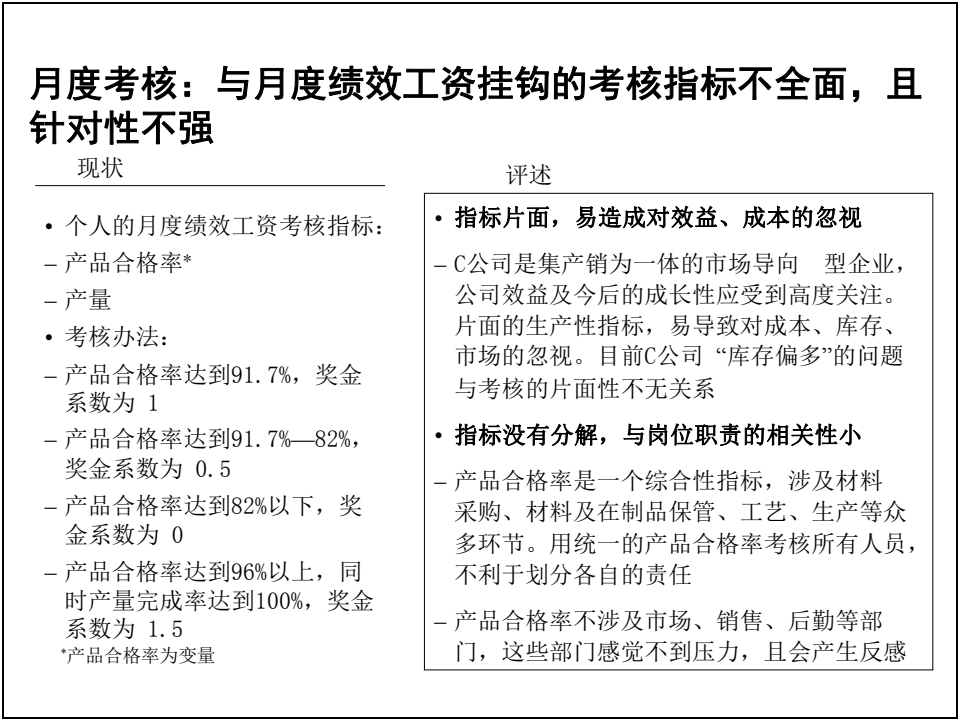 月度考核：与月度绩效工资挂钩的考核指标不全面，且
针对性不强
现状
• 个人的月度绩效工资考核指标：
– 产品合格率*
– 产量
• 考核办法：
– 产品合格率达到91.7%，奖金
系数为 1
– 产品合格率达到91.7%—82%，
奖金系数为 0.5
– 产品合格率达到82%以下，奖
金系数为 0
– 产品合格率达到96%以上，同
时产量完成率达到100%，奖金
系数为 1.5
*产品合格率为变量
评述
• 指标片面，易造成对效益、成本的忽视
– C公司是集产销为一体的市场导向 型企业，
公司效益及今后的成长性应受到高度关注。
片面的生产性指标，易导致对成本、库存、
市场的忽视。目前C公司 “库存偏多”的问题
与考核的片面性不无关系
• 指标没有分解，与岗位职责的相关性小
– 产品合格率是一个综合性指标，涉及材料
采购、材料及在制品保管、工艺、生产等众
多环节。用统一的产品合格率考核所有人员，
不利于划分各自的责任
– 产品合格率不涉及市场、销售、后勤等部
门，这些部门感觉不到压力，且会产生反感